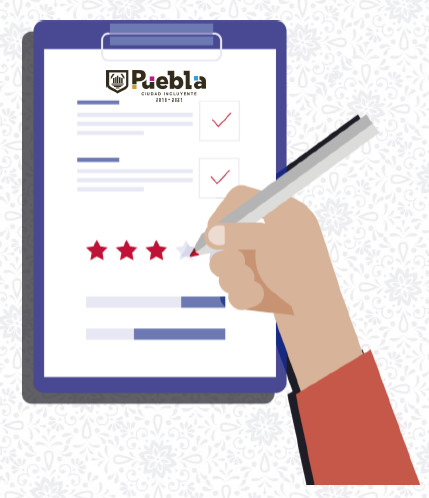 Puebla
CIUDAD INCLUYENTE
2018 • 2021